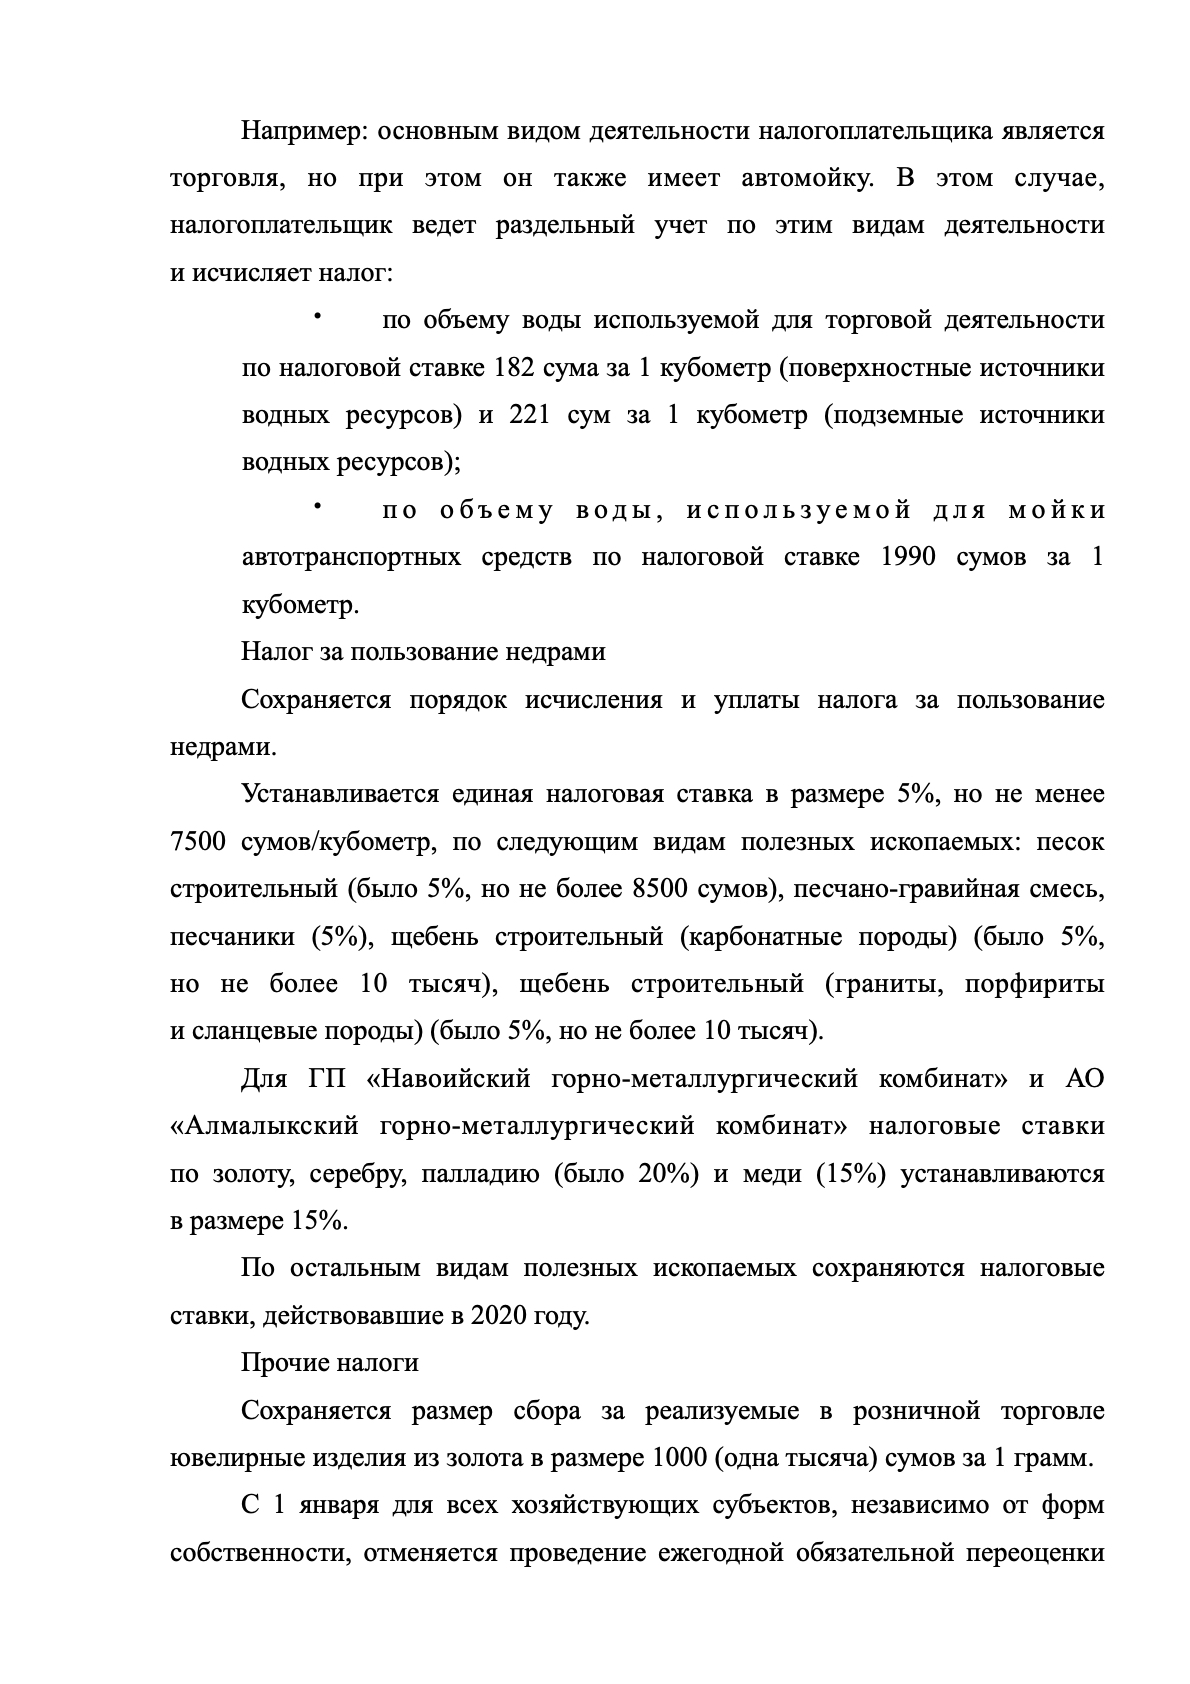 Например: основным видом деятельности налогоплательщика является
торговля, но при этом он также имеет автомойку. В этом случае,
налогоплательщик ведет раздельный учет по этим видам деятельности
и исчисляет налог:
• по объему воды используемой для торговой деятельности
по налоговой ставке 182 сума за 1 кубометр (поверхностные источники
водных ресурсов) и 221 сум за 1 кубометр (подземные источники
водных ресурсов);
• по объему воды, используемой для мойки
автотранспортных средств по налоговой ставке 1990 сумов за 1
кубометр.
Налог за пользование недрами
Сохраняется порядок исчисления и уплаты налога за пользование
недрами.
Устанавливается единая налоговая ставка в размере 5%, но не менее
7500 сумов/кубометр, по следующим видам полезных ископаемых: песок
строительный (было 5%, но не более 8500 сумов), песчано-гравийная смесь,
песчаники (5%), щебень строительный (карбонатные породы) (было 5%,
но не более 10 тысяч), щебень строительный (граниты, порфириты
и сланцевые породы) (было 5%, но не более 10 тысяч).
Для ГП «Навоийский горно-металлургический комбинат» и АО
«Алмалыкский горно-металлургический комбинат» налоговые ставки
по золоту, серебру, палладию (было 20%) и меди (15%) устанавливаются
в размере 15%.
По остальным видам полезных ископаемых сохраняются налоговые
ставки, действовавшие в 2020 году.
Прочие налоги
Сохраняется размер сбора за реализуемые в розничной торговле
ювелирные изделия из золота в размере 1000 (одна тысяча) сумов за 1 грамм.
С 1 января для всех хозяйствующих субъектов, независимо от форм
собственности, отменяется проведение ежегодной обязательной переоценки